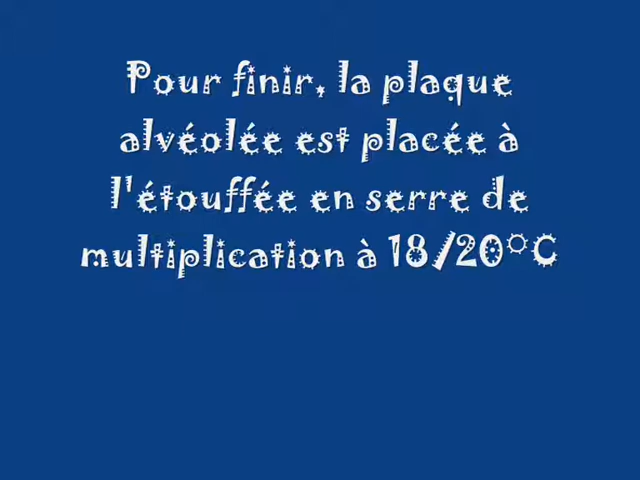 Pour finir, la plaque
alvéolée est placée à
l'étouffée en serre de
multiplication à 18/20°C